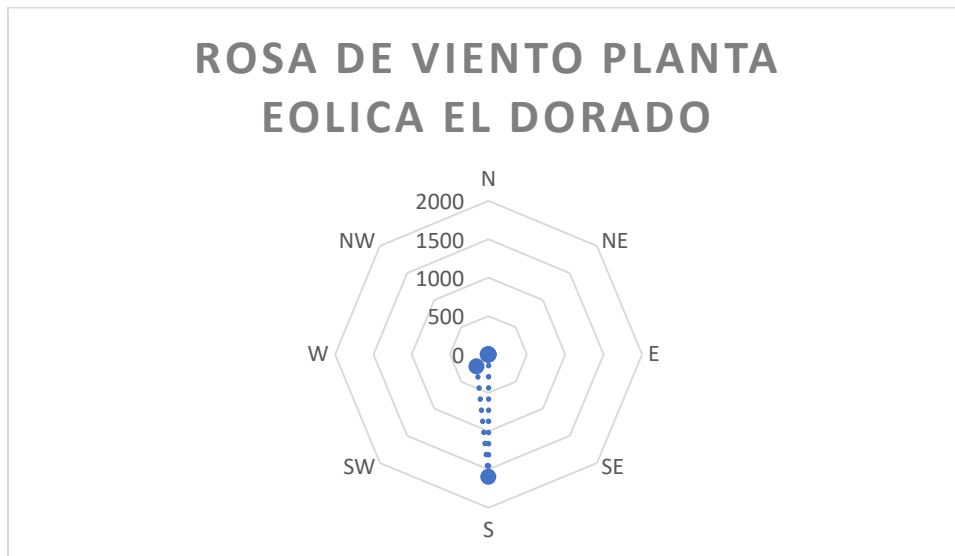 ROSA DE VIENTO PLANTA
EOLICA EL DORADO
N
2000
NW
1500
NE
1000
500
W
0
E
SW
SE
S